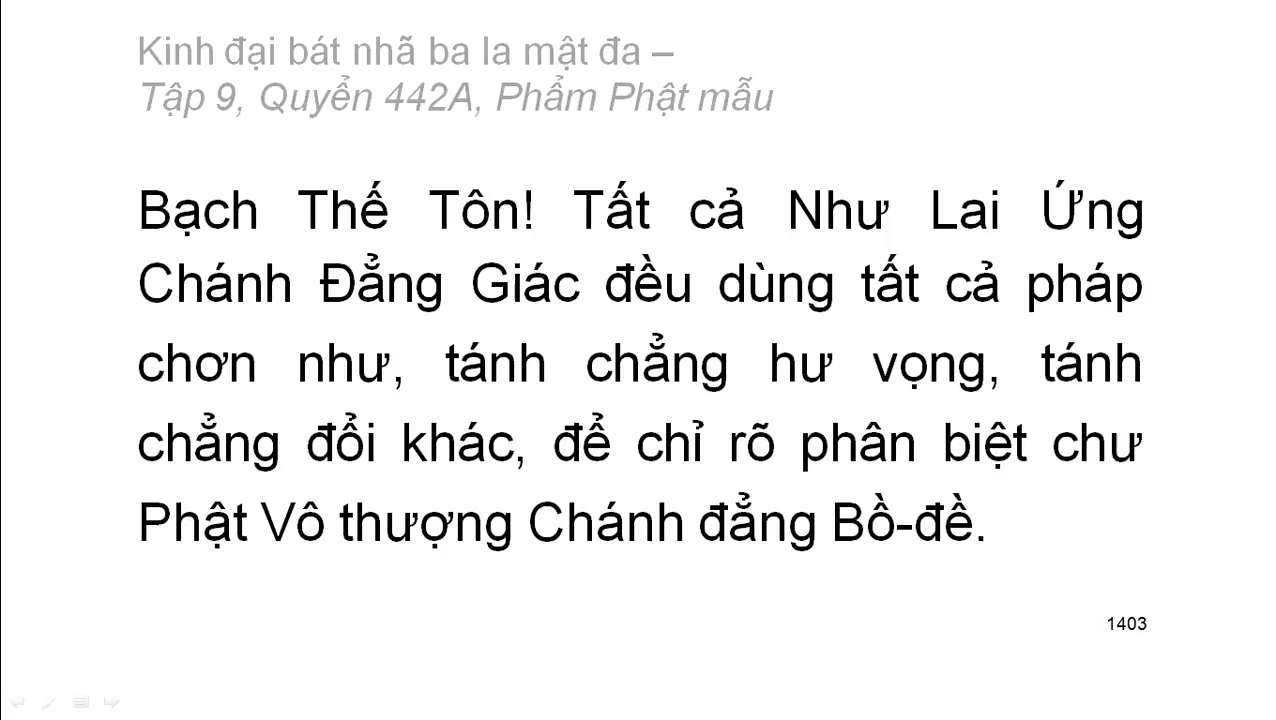 Kinh đại bát nhã ba la mật đa –
Tập 9, Quyển 442A, Phẩm Phật mẫu
Bạch Thế Tôn! Tất cả Như Lai Ứng
Chánh Đẳng Giác đều dùng tất cả pháp
chơn như, tánh chẳng hư vọng, tánh
chẳng đổi khác, để chỉ rõ phân biệt chư
Phật Vô thượng Chánh đẳng Bồ-đề.
1403